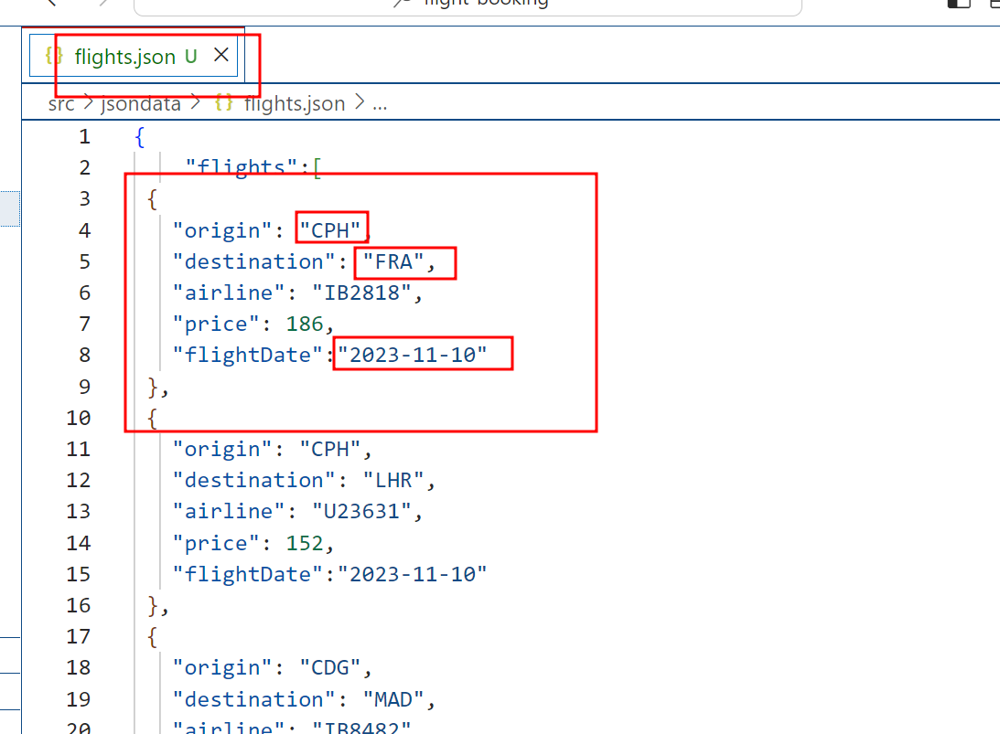 flight-booking
{} flights.json U ×
src > jsondata > {} flights.json > ...
1 {
2 "flights":[
3 {
4 "origin": "CPH",
5 "destination": "FRA",
6 "airline": "IB2818",
7 "price": 186,
8 "flightDate":"2023-11-10"
9 },
10 {
11 "origin": "CPH",
12 "destination": "LHR",
13 "airline": "U23631",
14 "price": 152,
15 "flightDate":"2023-11-10"
16 },
17 {
18 "origin": "CDG",
19 "destination": "MAD",
20 "airline": "IB8482"